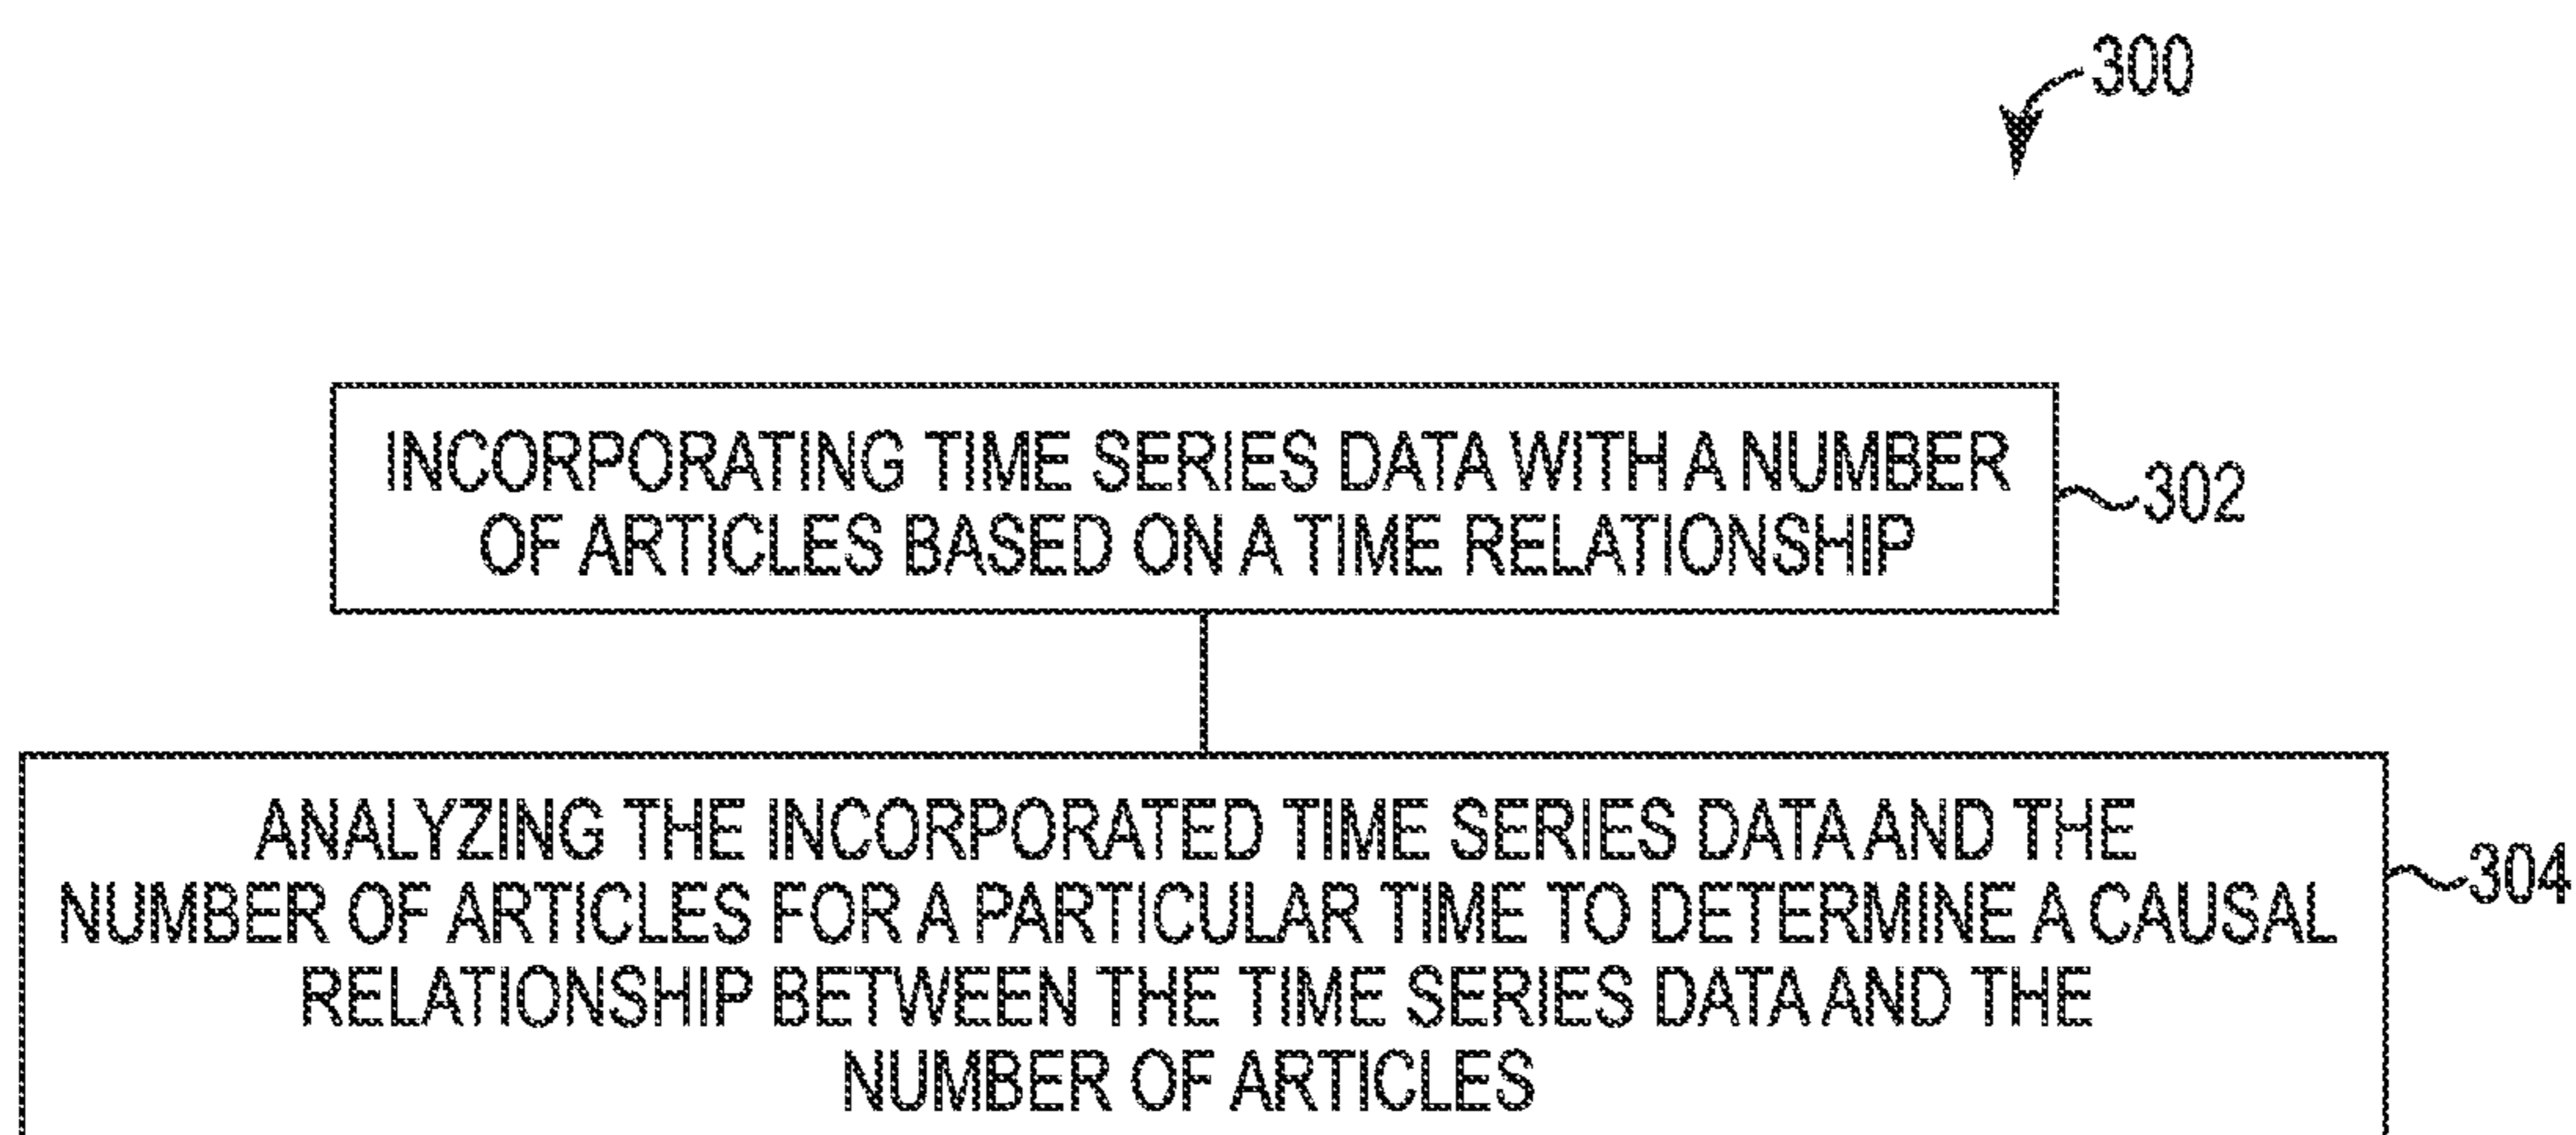 300
INCORPORATING TIME SERIES DATA WITH A NUMBER
OF ARTICLES BASED ON A TIME RELATIONSHIP
302
ANALYZING THE INCORPORATED TIME SERIES DATA AND THE
NUMBER OF ARTICLES FOR A PARTICULAR TIME TO DETERMINE A CAUSAL
RELATIONSHIP BETWEEN THE TIME SERIES DATA AND THE
NUMBER OF ARTICLES
304